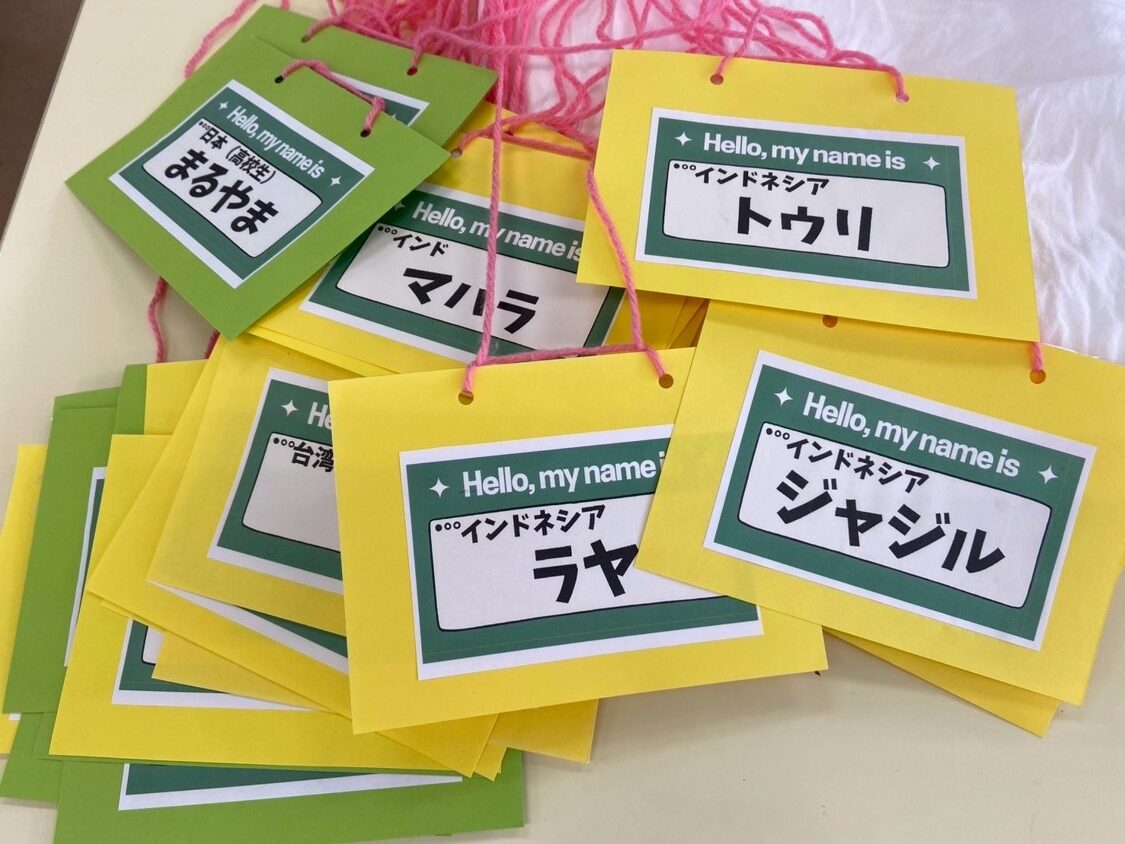 Hello, my name is
日本(高校生)
まるやま
Hello, my name is
インドネシア
トゥリ
Hello, my name is
インド
マハラ
Hello, my name is
インドネシア
ジャジル
Hello, my name i
インドネシア
ラヤ
台湾